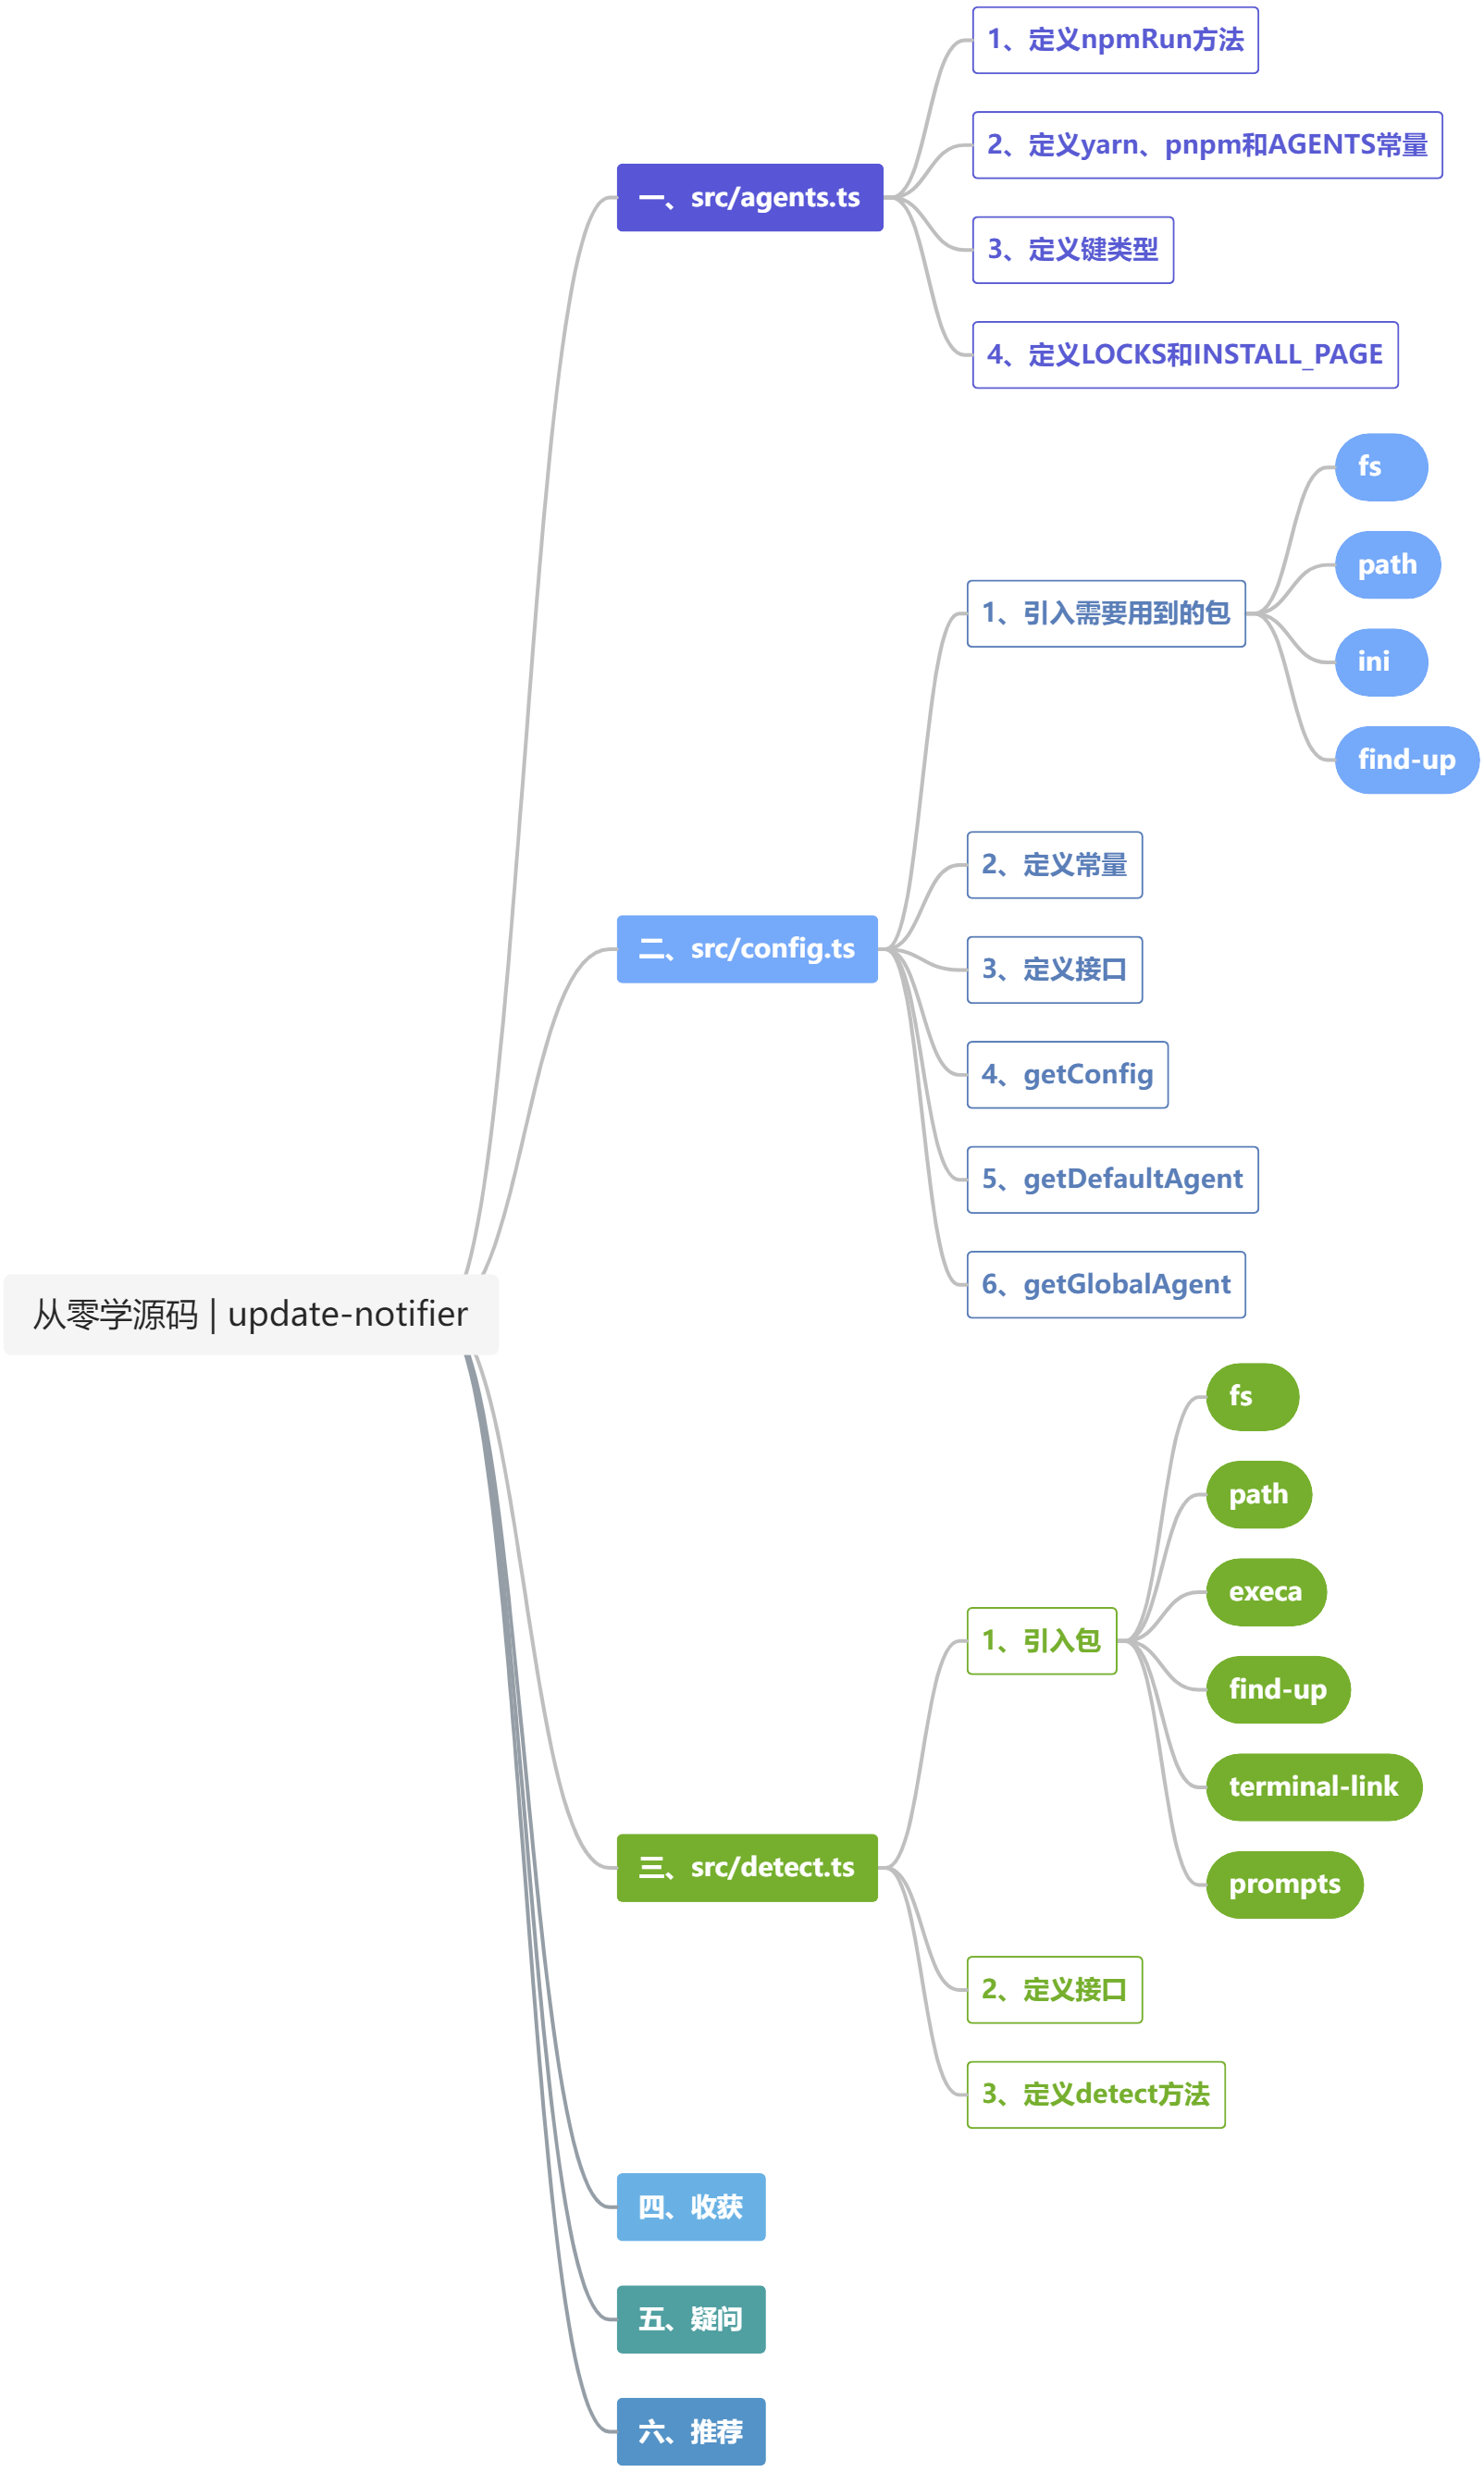 从零学源码 | update-notifier
一、src/agents.ts
1、定义npmRun方法
2、定义yarn、pnpm和AGENTS常量
3、定义键类型
4、定义LOCKS和INSTALL_PAGE
二、src/config.ts
1、引入需要用到的包
fs
path
ini
find-up
2、定义常量
3、定义接口
4、getConfig
5、getDefaultAgent
6、getGlobalAgent
三、src/detect.ts
1、引入包
fs
path
execa
find-up
terminal-link
prompts
2、定义接口
3、定义detect方法
四、收获
五、疑问
六、推荐